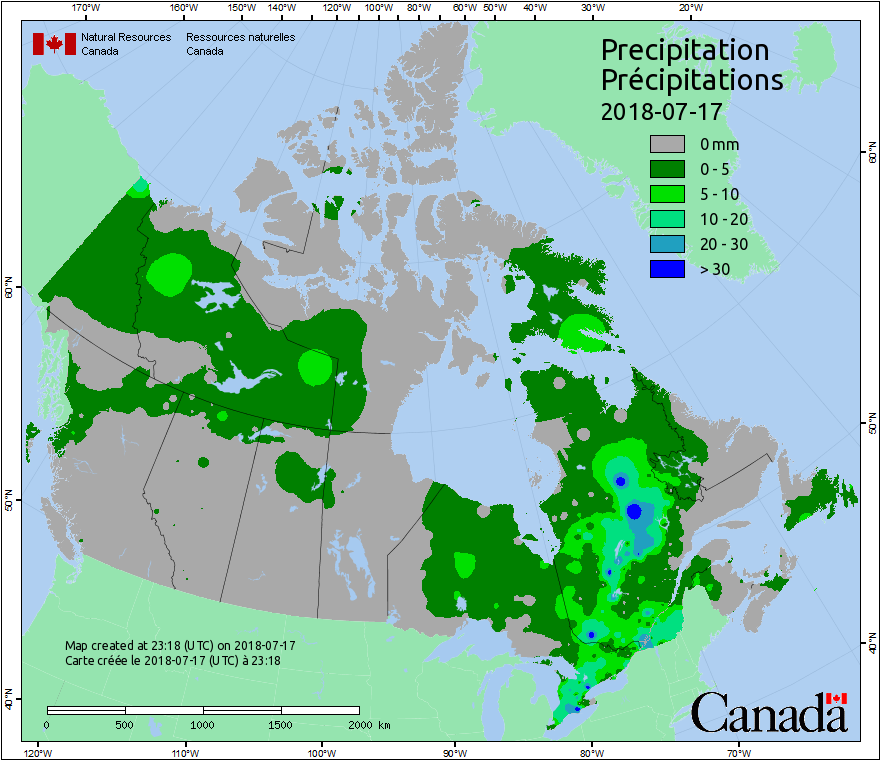 170°W 160°W 150°W 140°W 120°W 100°W 80°W 60°W 50°W 40°W 30°W 20°W
Natural Resources Ressources naturelles
Canada Canada
Precipitation
Précipitations
2018-07-17
0 mm
0 - 5
5 - 10
10 - 20
20 - 30
> 30
60°N 60°N
50°N 50°N
40°N 40°N
Map created at 23:18 (UTC) on 2018-07-17
Carte créée le 2018-07-17 (UTC) à 23:18
0 500 1000 1500 2000 km
Canada
120°W 110°W 100°W 90°W 80°W 70°W